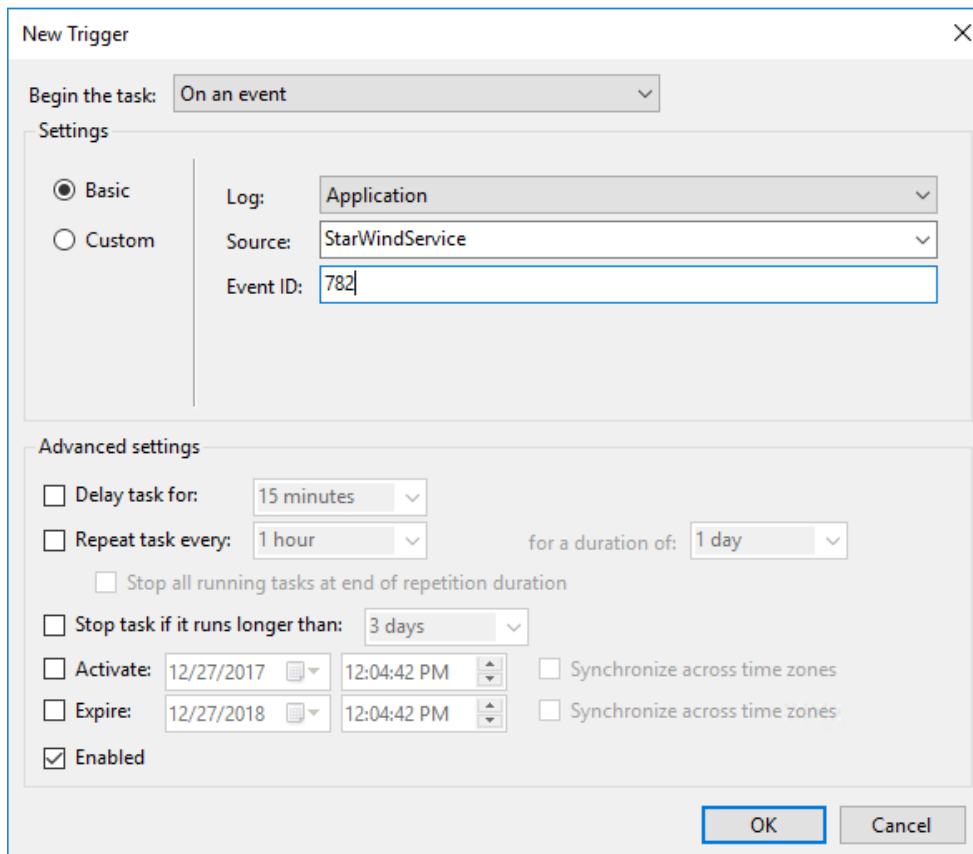 New Trigger
Begin the task: On an event
Settings
Basic
Log: Application
Custom
Source: StarWindService
Event ID: 782
Advanced settings
Delay task for: 15 minutes
Repeat task every: 1 hour for a duration of: 1 day
Stop all running tasks at end of repetition duration
Stop task if it runs longer than: 3 days
Activate: 12/27/2017 12:04:42 PM Synchronize across time zones
Expire: 12/27/2018 12:04:42 PM Synchronize across time zones
Enabled
OK Cancel